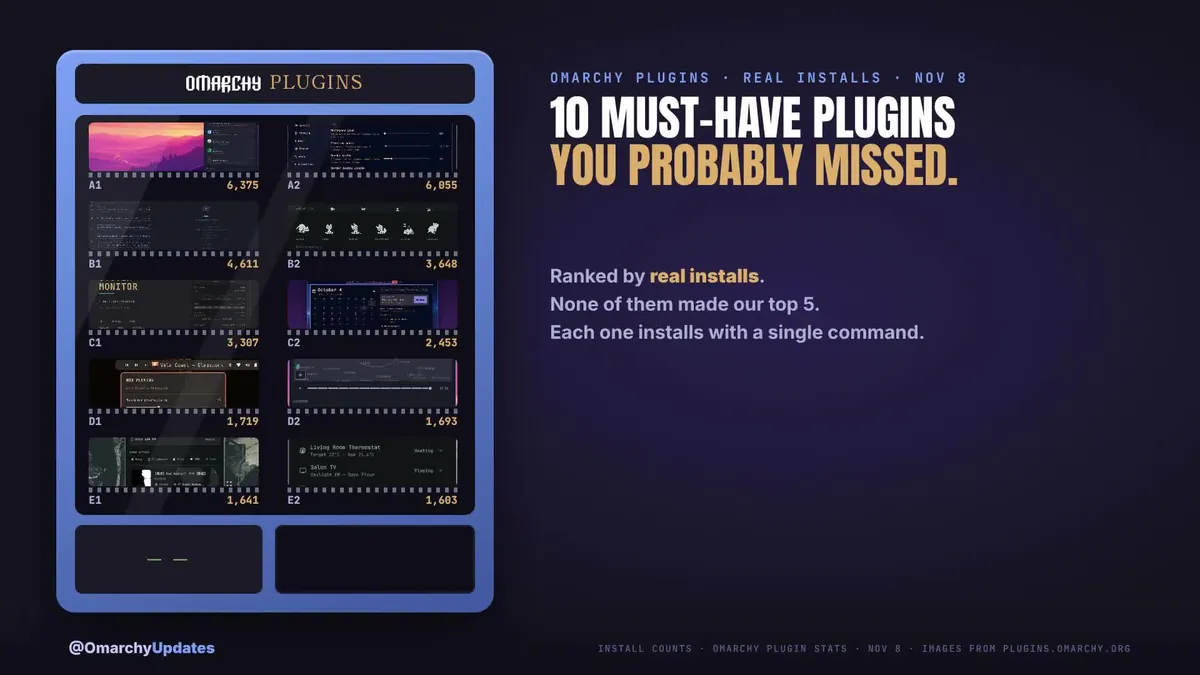 OMARCHY PLUGINS
A1 6,375
A2 6,055
B1 4,611
B2 3,648
MONITOR
C1 3,307
October 4
C2 2,453
D1 1,719
D2 1,693
E1 1,641
Living Room Thermostat
Heating
Salon TV
Playing
E2 1,603
OMARCHY PLUGINS · REAL INSTALLS · NOV 8
10 MUST-HAVE PLUGINS
YOU PROBABLY MISSED.
Ranked by real installs.
None of them made our top 5.
Each one installs with a single command.
@OmarchyUpdates
INSTALL COUNTS · OMARCHY PLUGIN STATS · NOV 8 · IMAGES FROM PLUGINS.OMARCHY.ORG